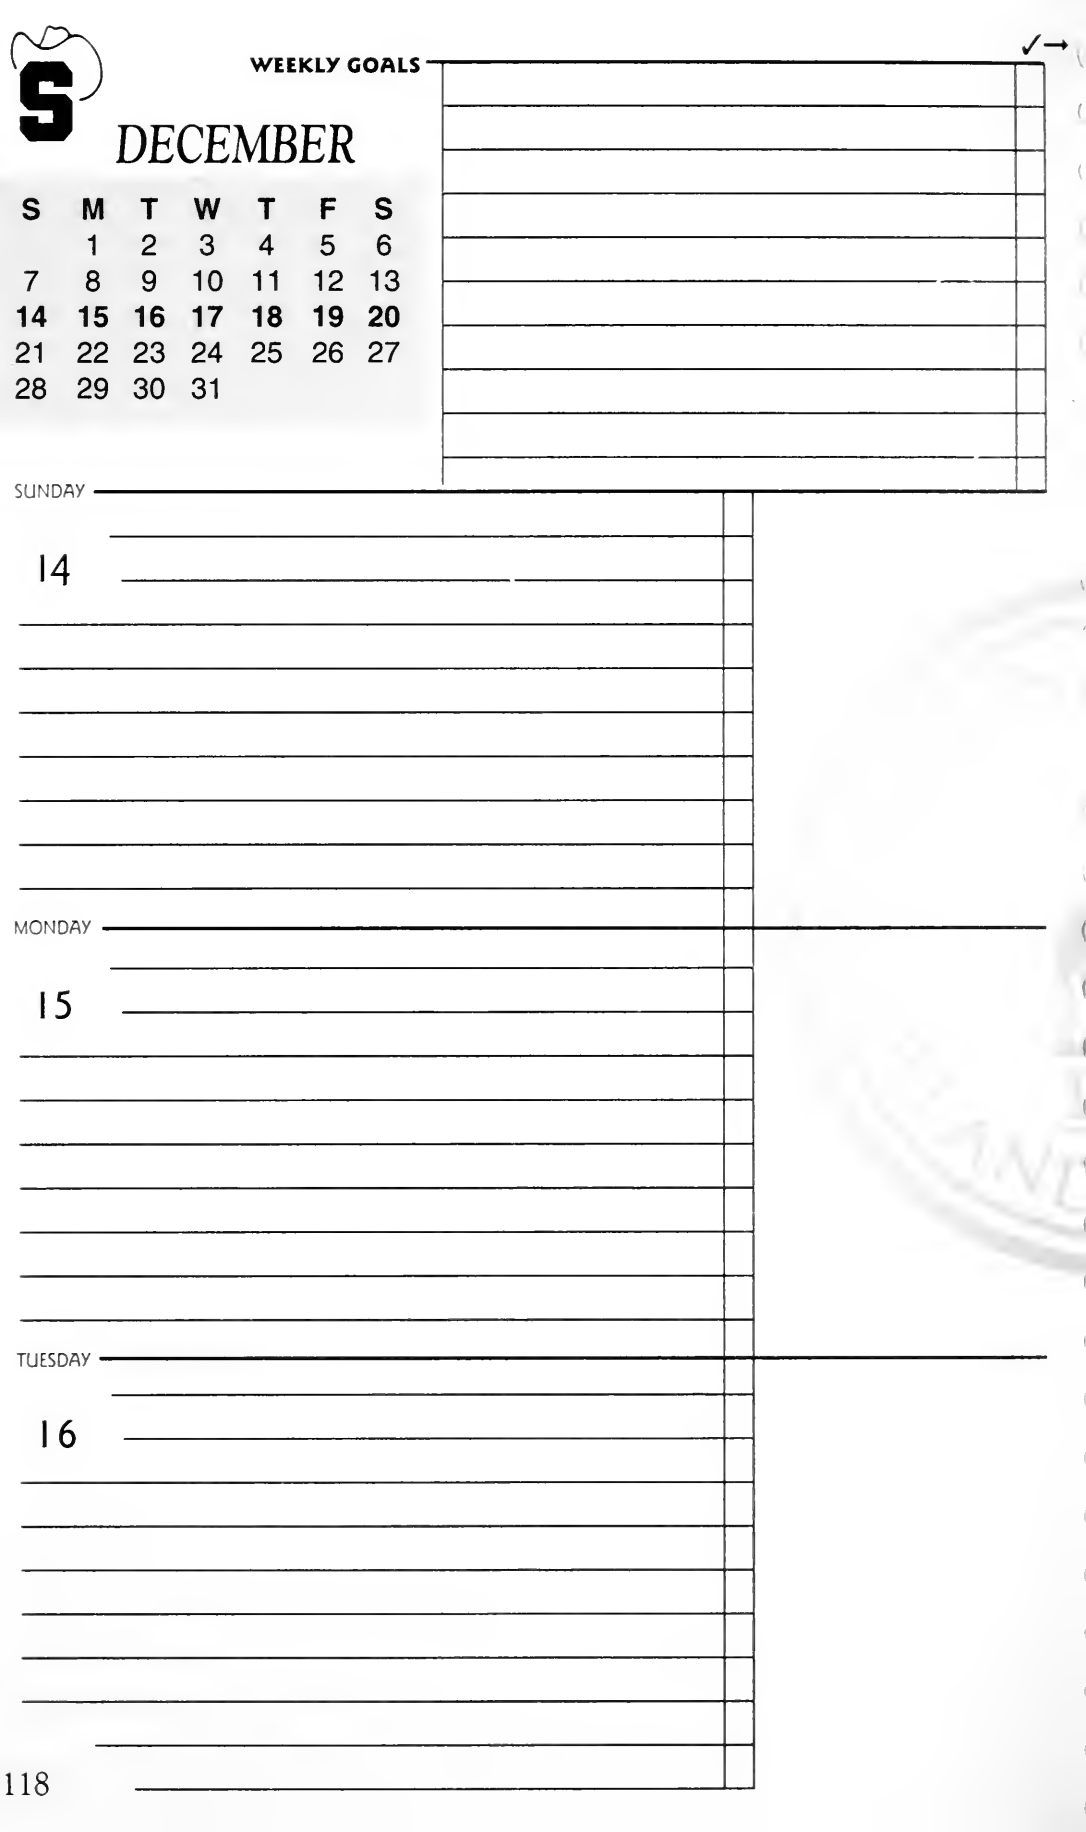 S
WEEKLY GOALS
✓→
DECEMBER
S M T W T F S
1 2 3 4 5 6
7 8 9 10 11 12 13
14 15 16 17 18 19 20
21 22 23 24 25 26 27
28 29 30 31
SUNDAY
14
MONDAY
15
AND
TUESDAY
16
118